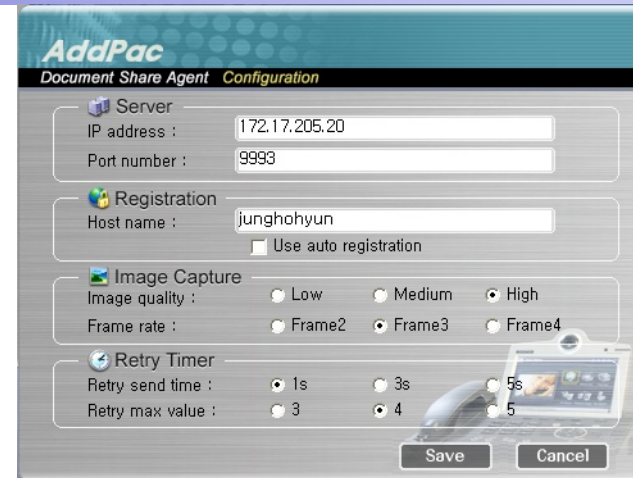 AddPac
Document Share Agent Configuration
Server
IP address : 172.17.205.20
Port number : 9993
Registration
Host name : junghohyun
Use auto registration
Image Capture
Image quality : Low Medium High
Frame rate : Frame2 Frame3 Frame4
Retry Timer
Retry send time : 1s 3s 5s
Retry max value : 3 4 5
Save Cancel